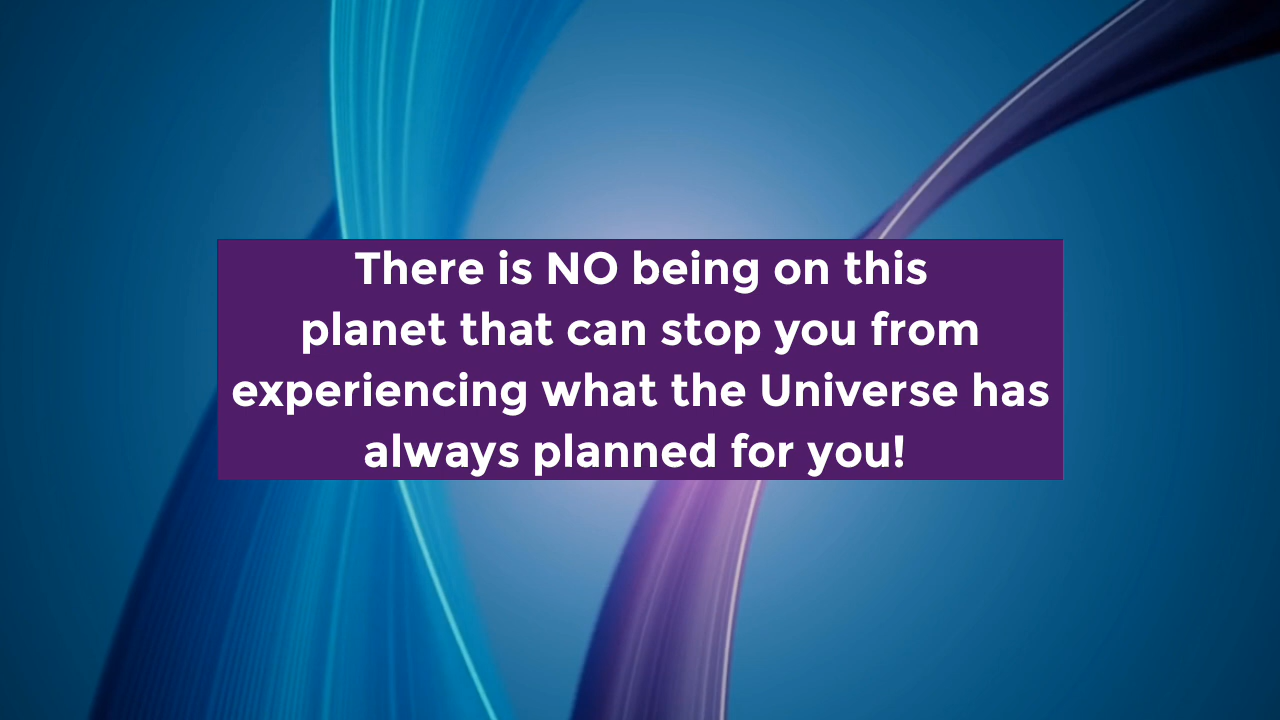 There is NO being on this
planet that can stop you from
experiencing what the Universe has
always planned for you!